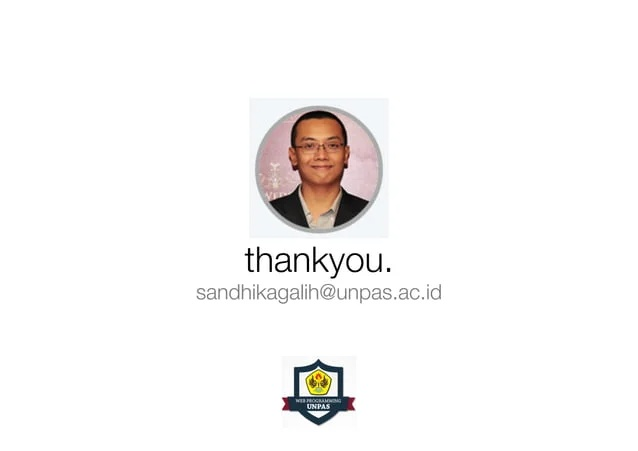 thankyou.
sandhikagalih@unpas.ac.id
WEB PROGRAMMING
UNPAS